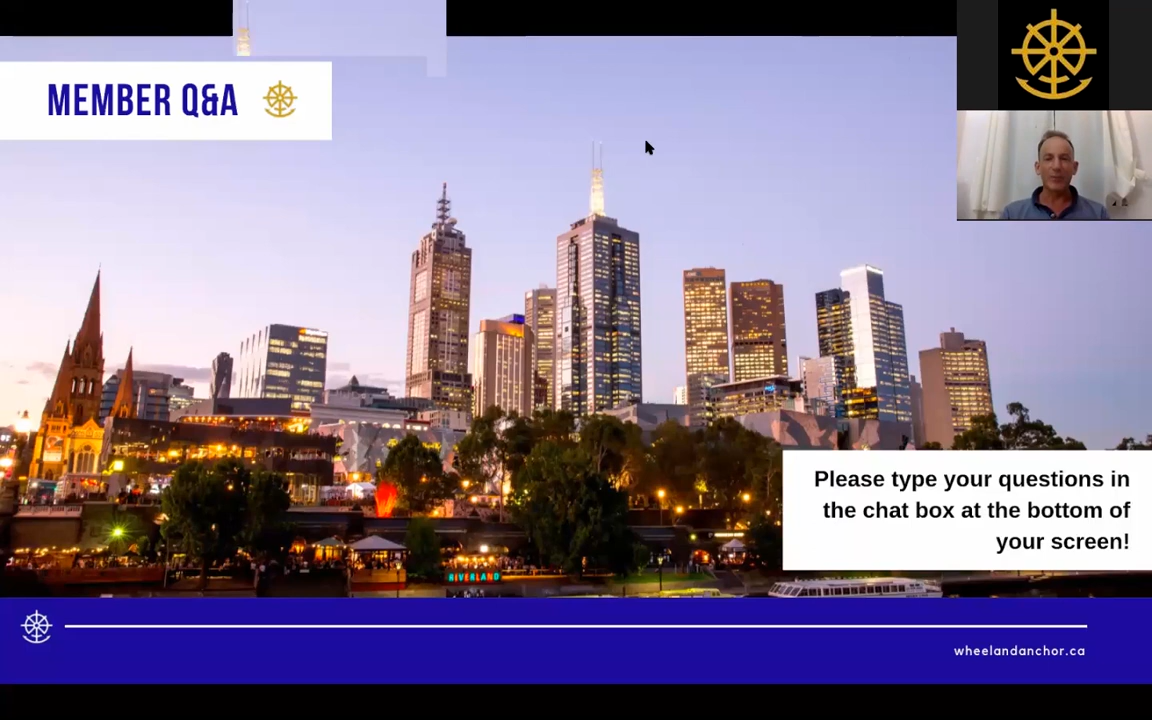 MEMBER Q&A
Please type your questions in
the chat box at the bottom of
your screen!
RIVERLAND
wheelandanchor.ca